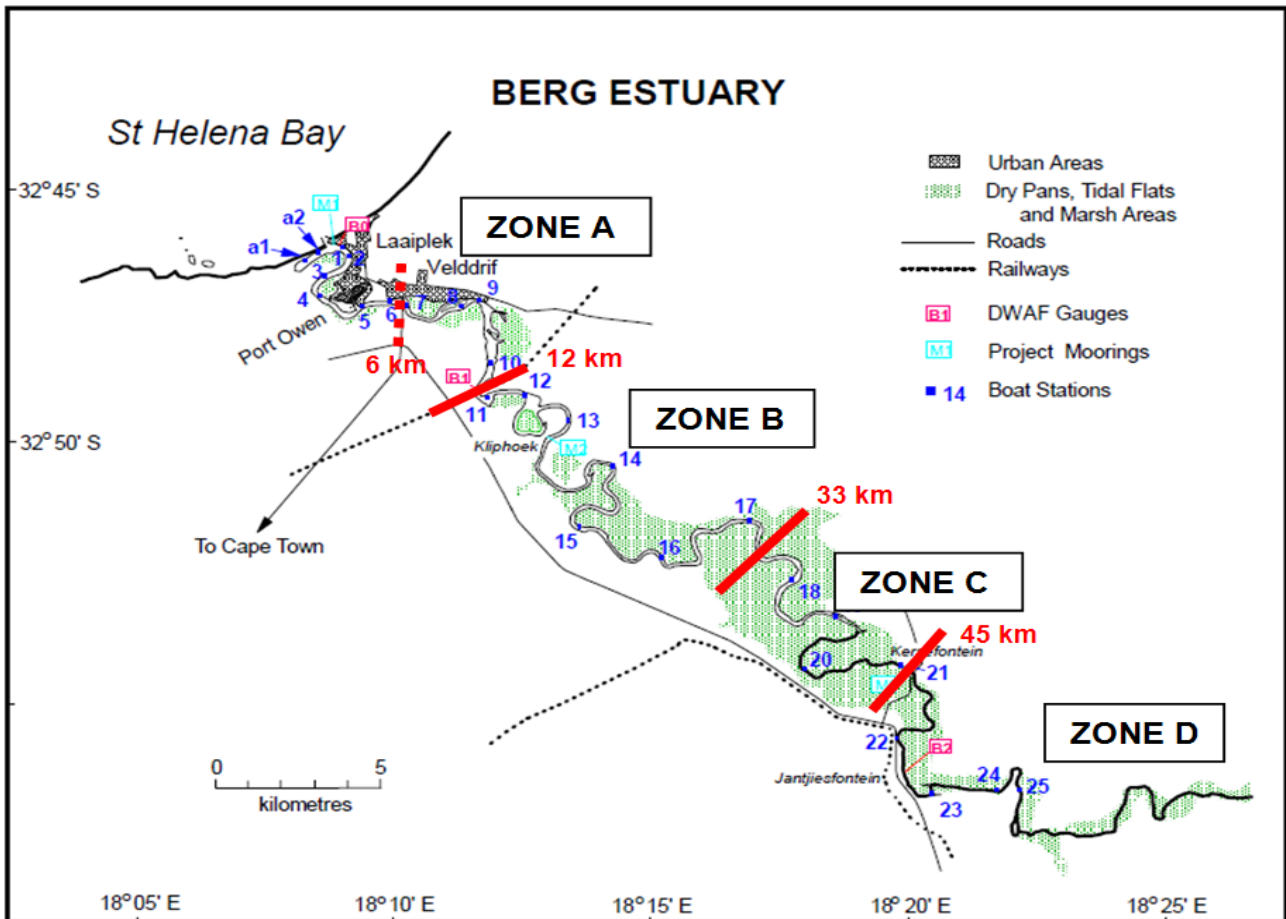 BERG ESTUARY
St Helena Bay
32°45' S
Urban Areas
Dry Pans, Tidal Flats
and Marsh Areas
Roads
Railways
B1 DWAF Gauges
M1 Project Moorings
14 Boat Stations
M1
a2
B0
ZONE A
Laaiplek
a1
1
2
Velddrif
3
4
5
6
7
8
9
Port Owen
6 km
10
12 km
B1
12
11
ZONE B
13
32°50' S
Kliphoek
M2
14
33 km
17
15
16
To Cape Town
18
ZONE C
45 km
20
21
22
ZONE D
B2
Jantjiesfontein
24
25
23
0 5
kilometres
18°05' E
18°10' E
18°15' E
18°20' E
18°25' E